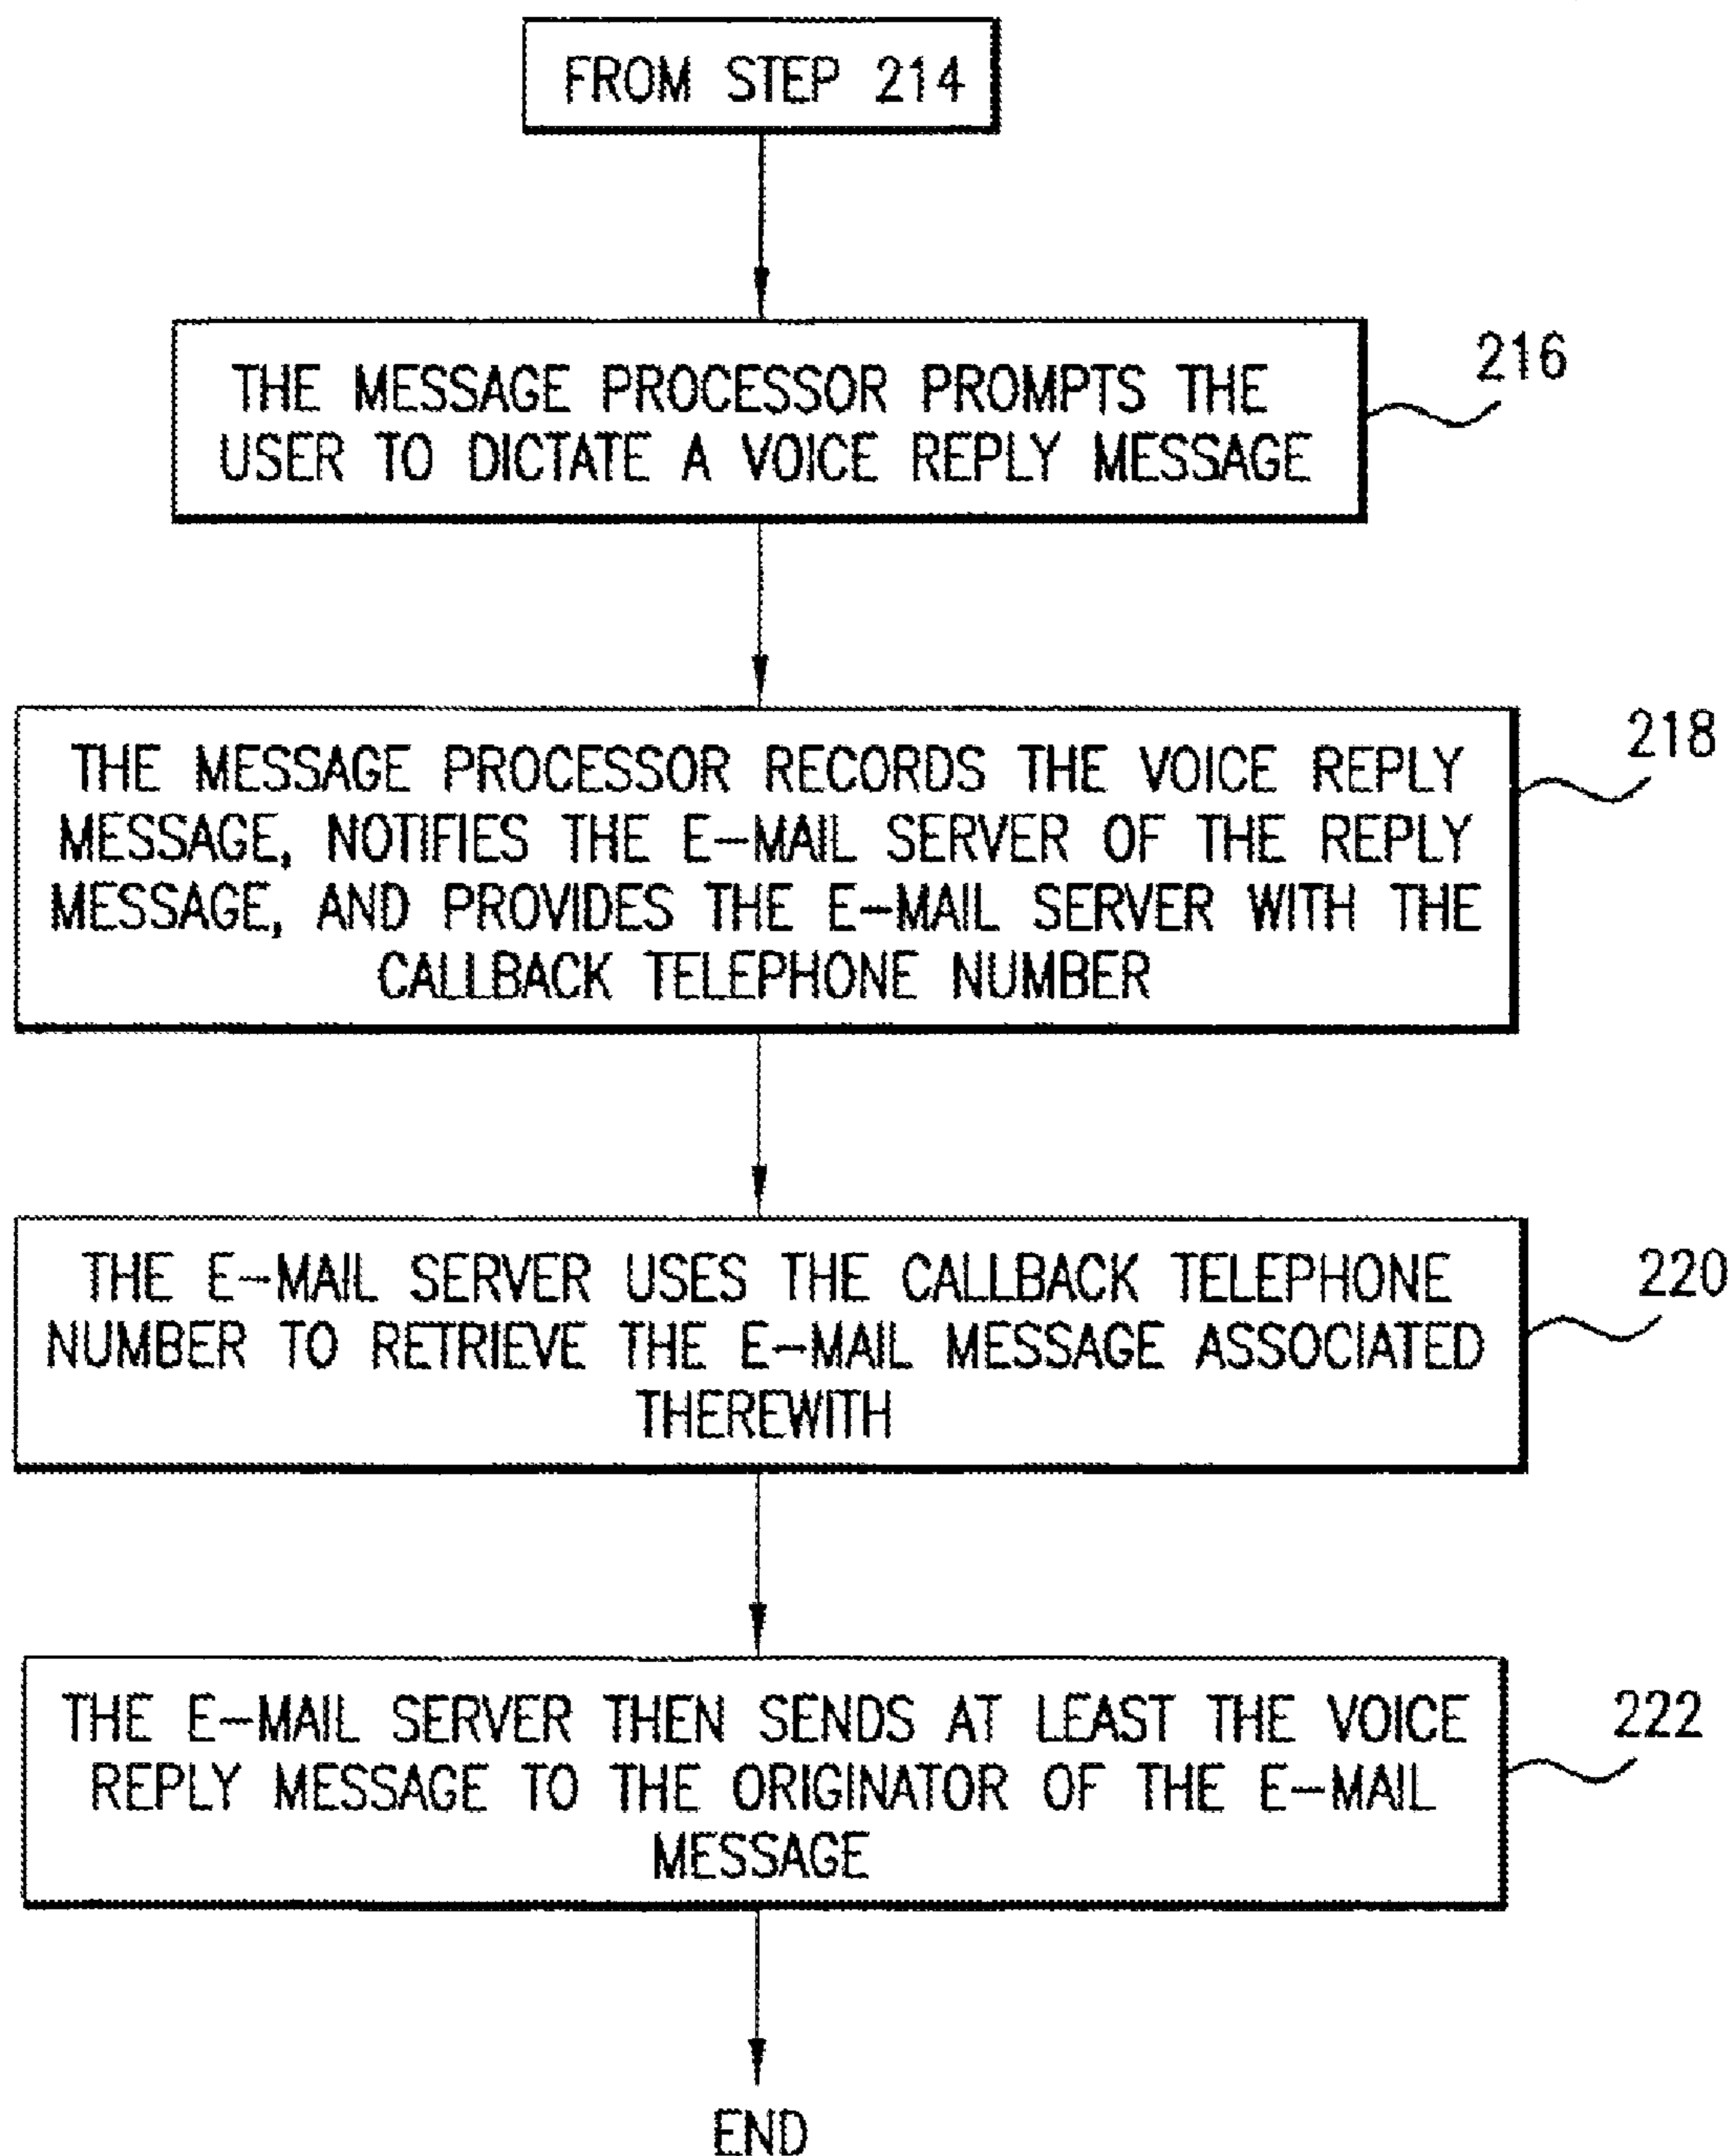 FROM STEP 214
216
THE MESSAGE PROCESSOR PROMPTS THE
USER TO DICTATE A VOICE REPLY MESSAGE
218
THE MESSAGE PROCESSOR RECORDS THE VOICE REPLY
MESSAGE, NOTIFIES THE E-MAIL SERVER OF THE REPLY
MESSAGE, AND PROVIDES THE E-MAIL SERVER WITH THE
CALLBACK TELEPHONE NUMBER
220
THE E-MAIL SERVER USES THE CALLBACK TELEPHONE
NUMBER TO RETRIEVE THE E-MAIL MESSAGE ASSOCIATED
THEREWITH
222
THE E-MAIL SERVER THEN SENDS AT LEAST THE VOICE
REPLY MESSAGE TO THE ORIGINATOR OF THE E-MAIL
MESSAGE
END